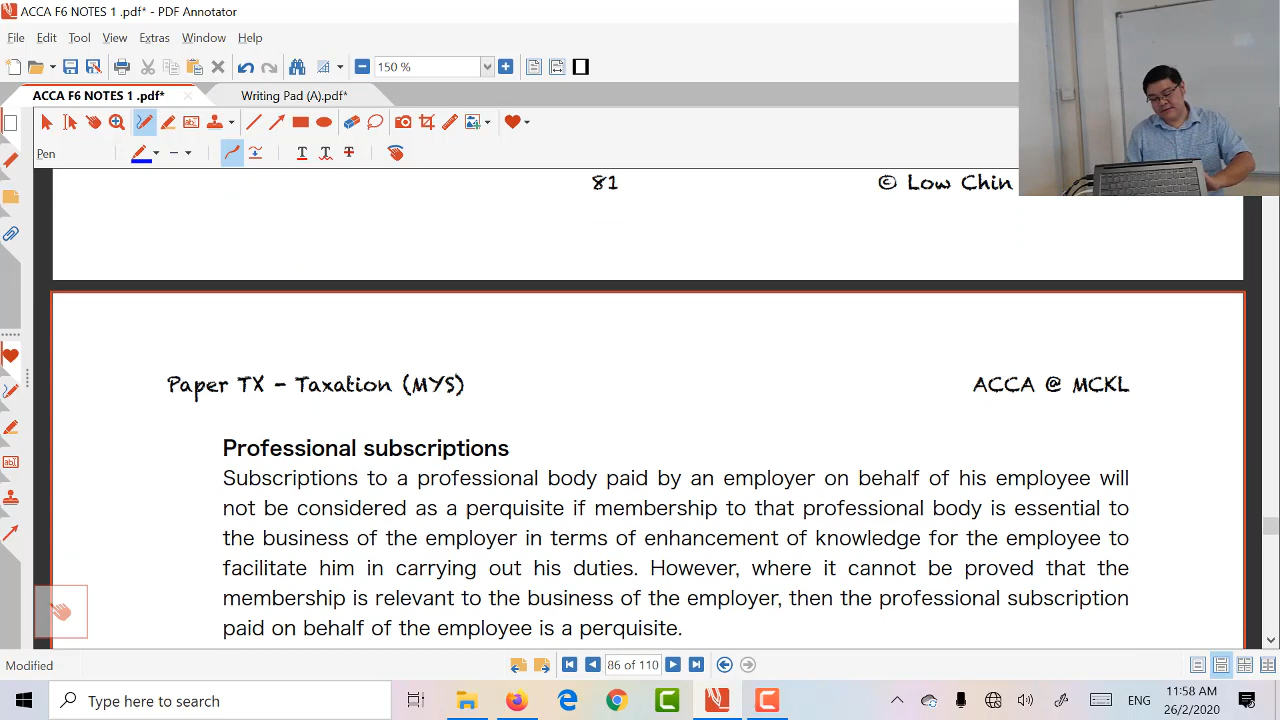 ACCA F6 NOTES 1 .pdf* - PDF Annotator
File Edit Tool View Extras Window Help
150 %
ACCA F6 NOTES 1 .pdf* Writing Pad (A).pdf*
Pen
81 © Low Chin
Paper TX - Taxation (MYS) ACCA @ MCKL
Professional subscriptions
Subscriptions to a professional body paid by an employer on behalf of his employee will
not be considered as a perquisite if membership to that professional body is essential to
the business of the employer in terms of enhancement of knowledge for the employee to
facilitate him in carrying out his duties. However, where it cannot be proved that the
membership is relevant to the business of the employer, then the professional subscription
paid on behalf of the employee is a perquisite.
Modified 86 of 110
Type here to search ENG 11:58 AM
26/2/2020